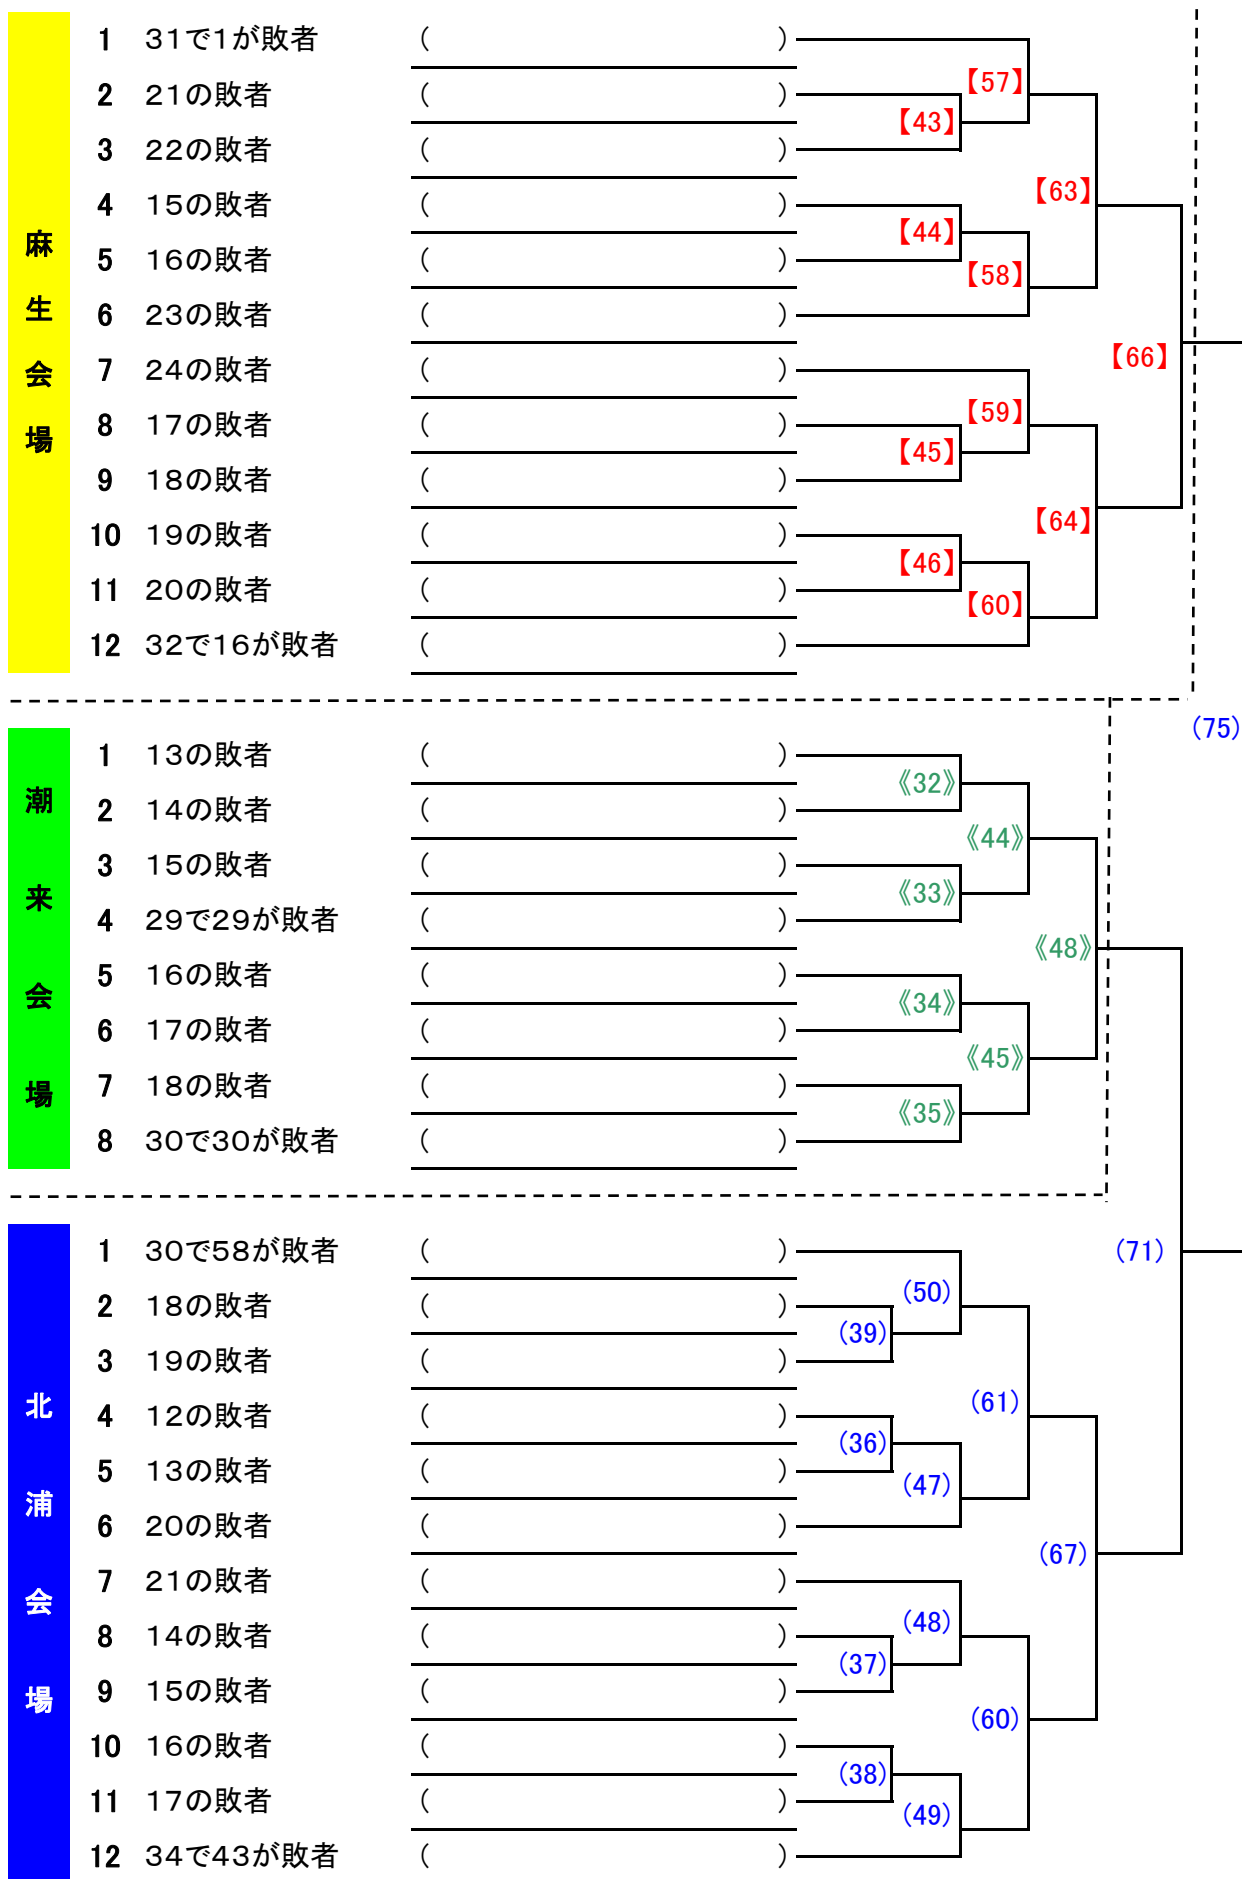 麻生会場
1 31で1が敗者 ( )
【57】
2 21の敗者 ( )
【43】
3 22の敗者 ( )
【63】
4 15の敗者 ( )
【44】
5 16の敗者 ( )
【58】
6 23の敗者 ( )
【66】
7 24の敗者 ( )
【59】
8 17の敗者 ( )
【45】
9 18の敗者 ( )
【64】
10 19の敗者 ( )
【46】
11 20の敗者 ( )
【60】
12 32で16が敗者 ( )
(75)
潮来会場
1 13の敗者 ( )
《32》
2 14の敗者 ( )
《44》
3 15の敗者 ( )
《33》
4 29で29が敗者 ( )
《48》
5 16の敗者 ( )
《34》
6 17の敗者 ( )
《45》
7 18の敗者 ( )
《35》
8 30で30が敗者 ( )
北浦会場
1 30で58が敗者 ( )
(71)
(50)
2 18の敗者 ( )
(39)
3 19の敗者 ( )
(61)
4 12の敗者 ( )
(36)
5 13の敗者 ( )
(47)
6 20の敗者 ( )
(67)
7 21の敗者 ( )
(48)
8 14の敗者 ( )
(37)
9 15の敗者 ( )
(60)
10 16の敗者 ( )
(38)
11 17の敗者 ( )
(49)
12 34で43が敗者 ( )